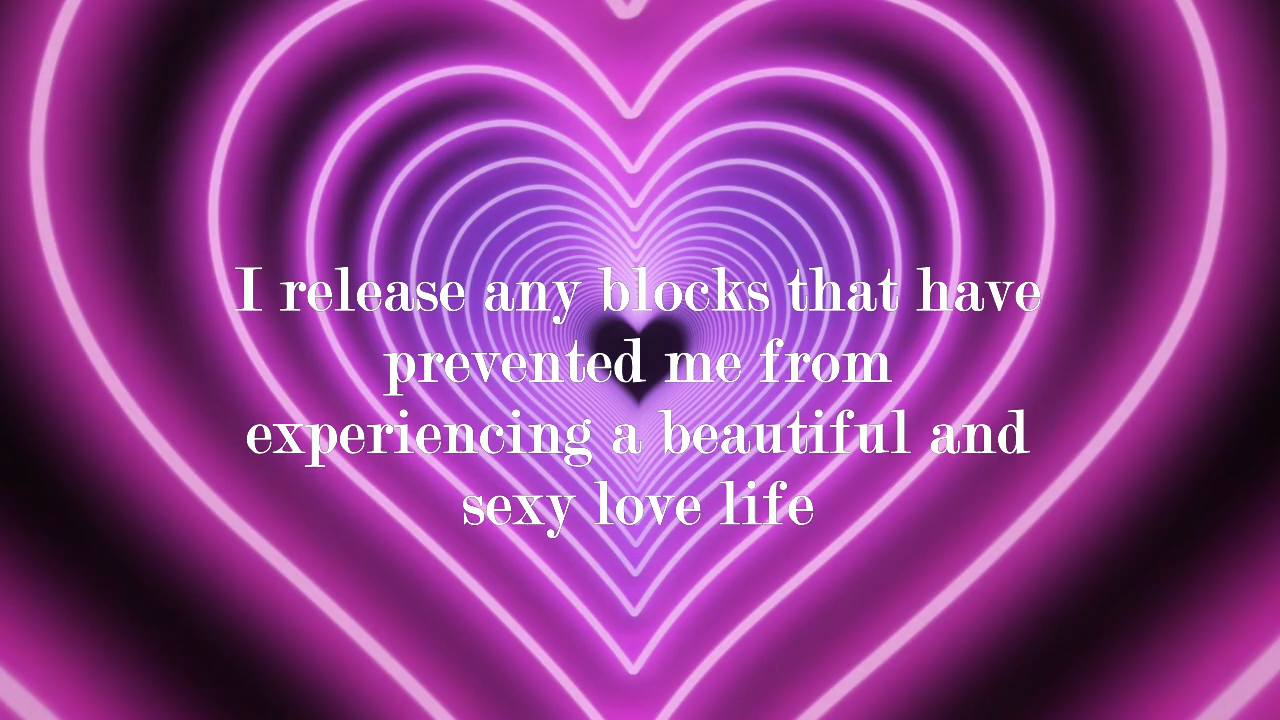 I release any blocks that have
prevented me from
experiencing a beautiful and
sexy love life